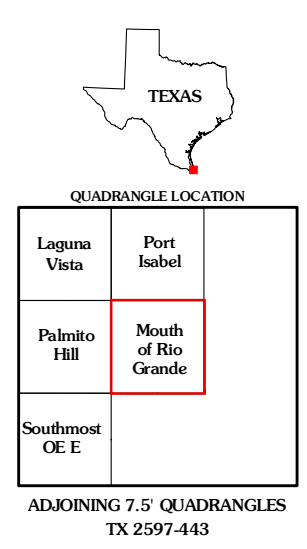 TEXAS
QUADRANGLE LOCATION
Laguna
Vista
Port
Isabel
Palmito
Hill
Mouth
of Rio
Grande
Southmost
OE E
ADJOINING 7.5' QUADRANGLES
TX 2597-443